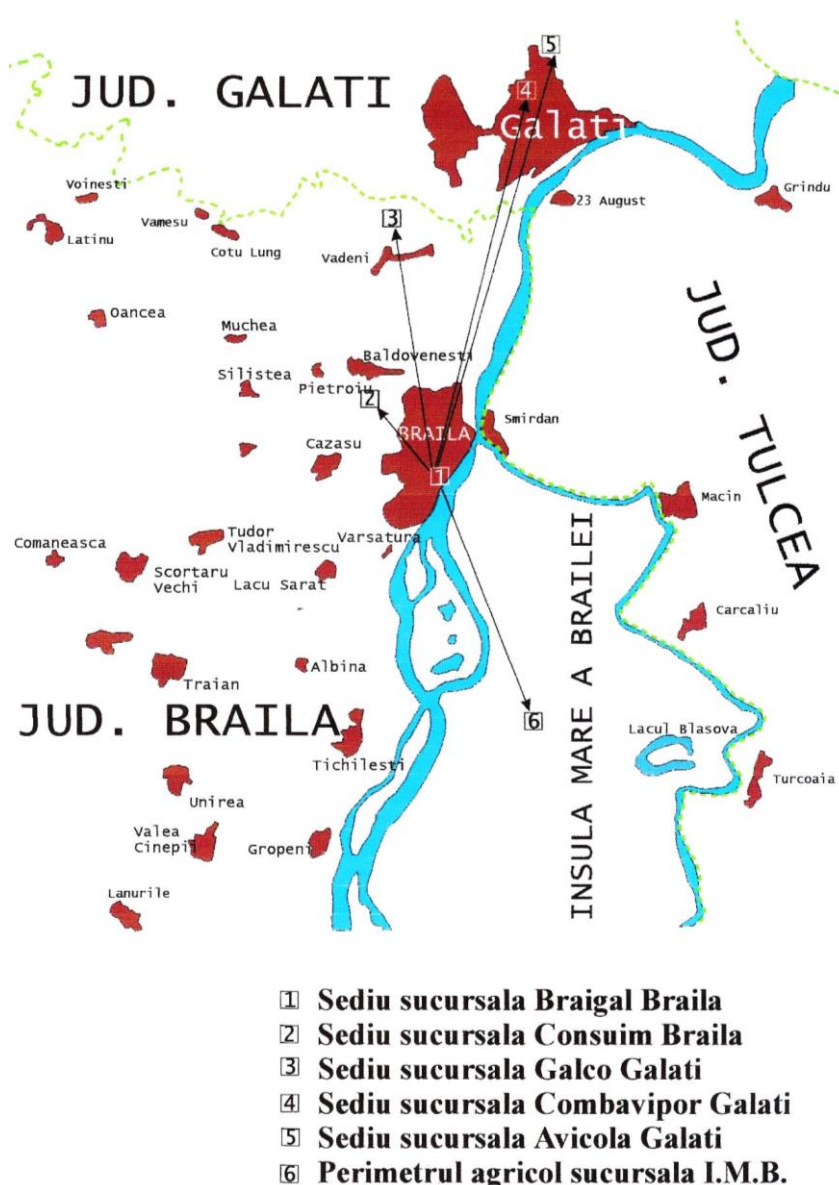 5
JUD. GALATI
4
Galati
Voinesti
Vamesu
3
23 August
Grindu
Latinu
Cotu Lung
Vadeni
Oancea
Muchea
Baldovenesti
Silistea
Pietroiu
2
JUD. TULCEA
BRAILA
Smirdan
Cazasu
1
Macin
Tudor
Vladimirescu
Varsatura
Comaneasca
Scortaru
Vechi
Lacu Sarat
INSULA MARE A BRAILEI
Carcaliu
Traian
Albina
JUD. BRAILA
6
Lacul Blasova
Tichilesti
Turcoaia
Unirea
Valea
Cinepii
Gropeni
Lanurile
1 Sediu sucursala Braigal Braila
2 Sediu sucursala Consuim Braila
3 Sediu sucursala Galco Galati
4 Sediu sucursala Combavipor Galati
5 Sediu sucursala Avicola Galati
6 Perimetrul agricol sucursala I.M.B.